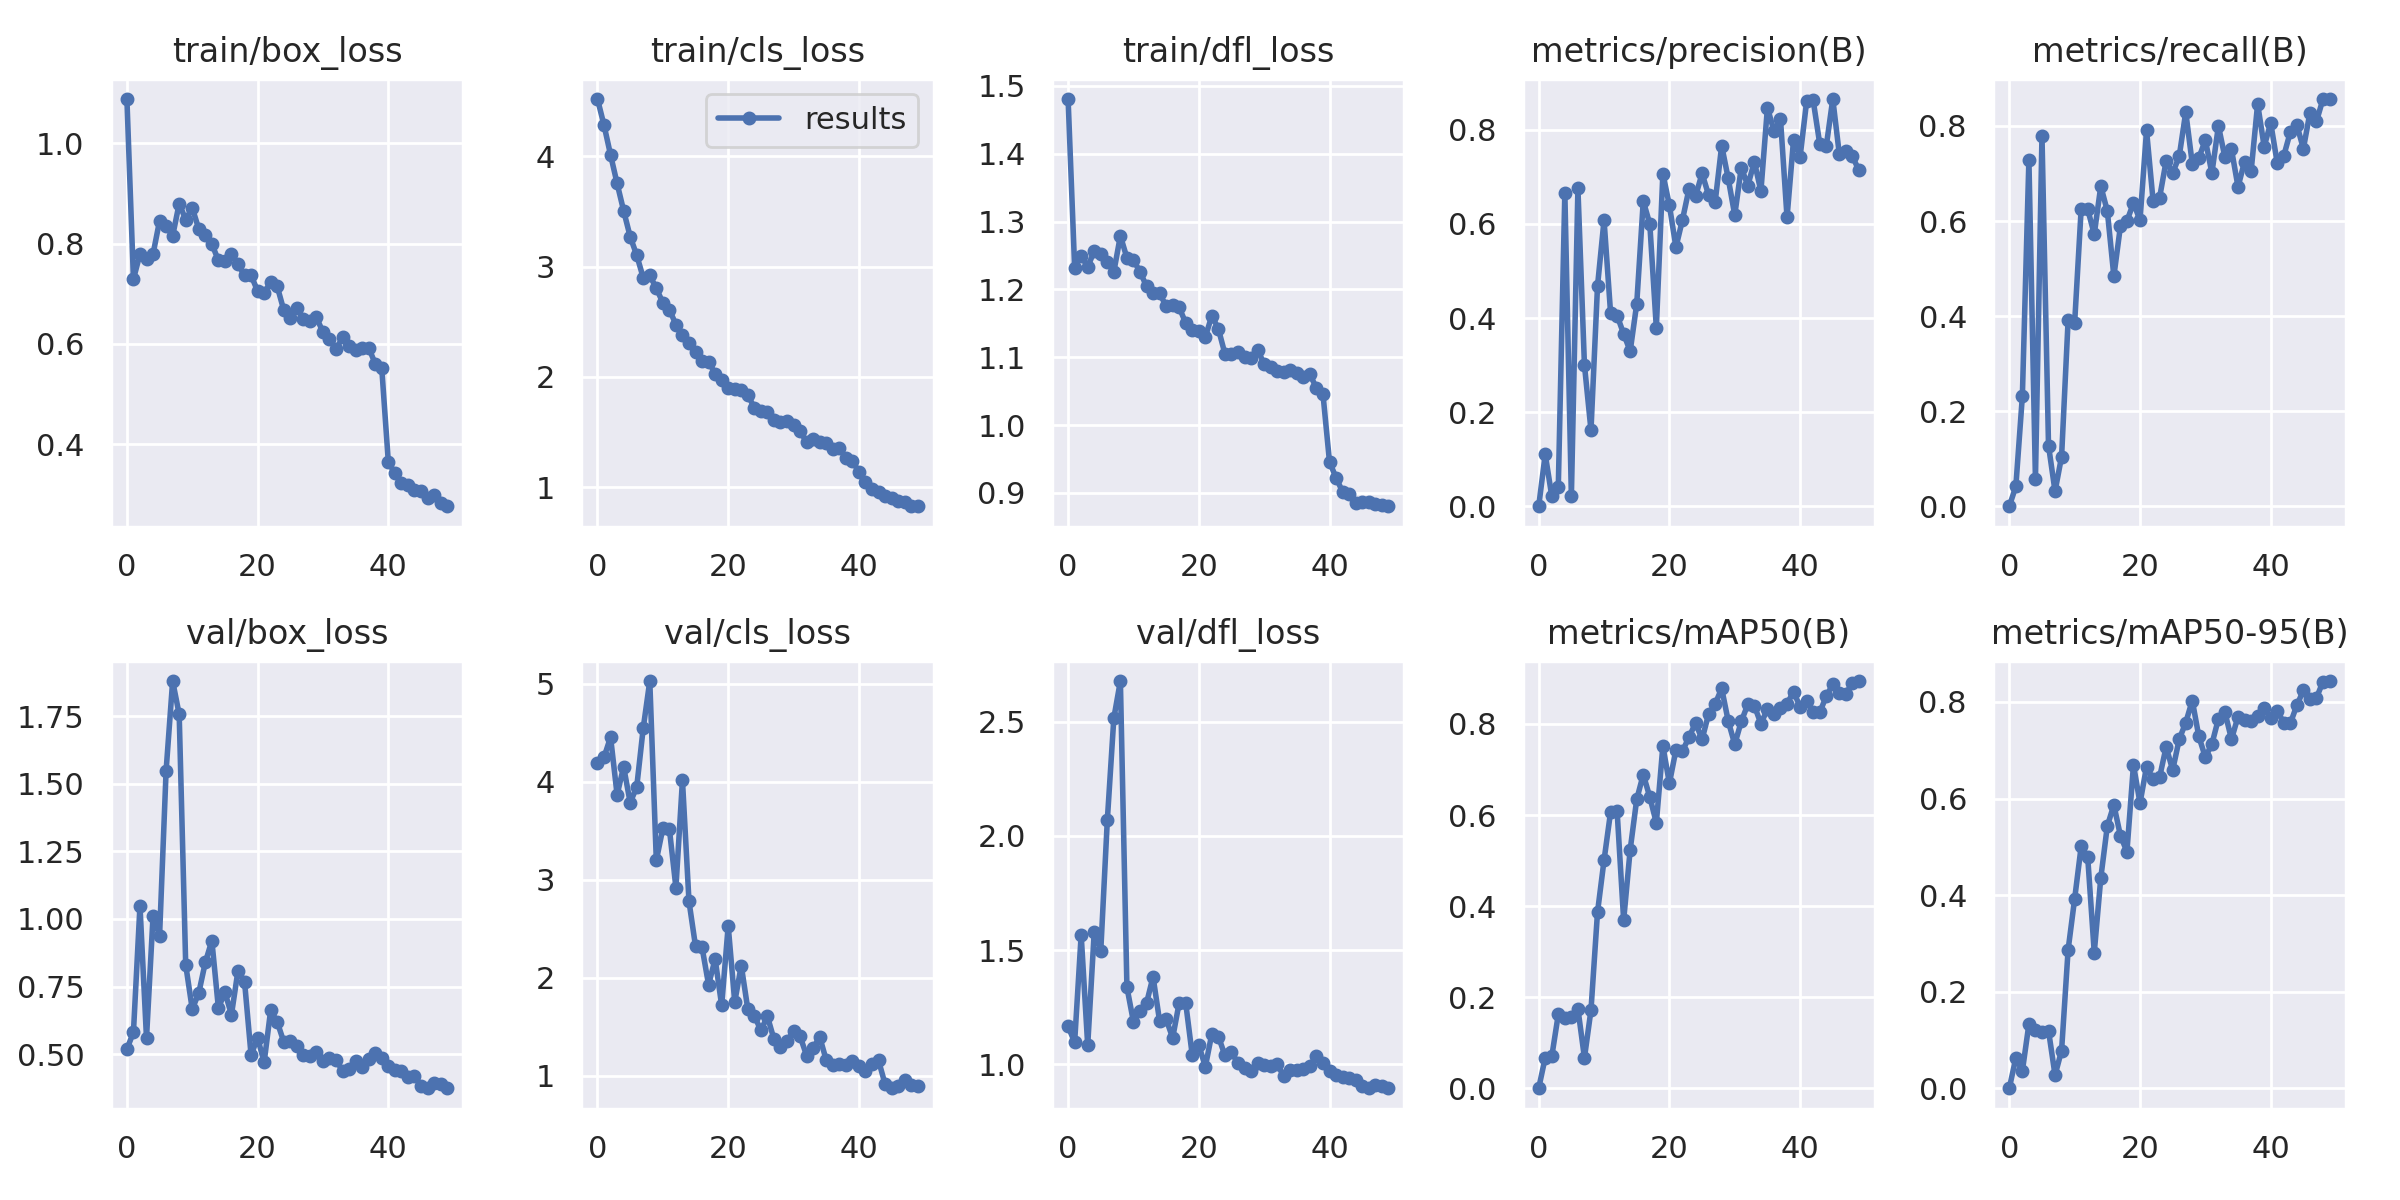 train/box_loss
1.0
0.8
0.6
0.4
0 20 40
train/cls_loss
results
4
3
2
1
0 20 40
train/dfl_loss
1.5
1.4
1.3
1.2
1.1
1.0
0.9
0 20 40
metrics/precision(B)
0.8
0.6
0.4
0.2
0.0
0 20 40
metrics/recall(B)
0.8
0.6
0.4
0.2
0.0
0 20 40
val/box_loss
1.75
1.50
1.25
1.00
0.75
0.50
0 20 40
val/cls_loss
5
4
3
2
1
0 20 40
val/dfl_loss
2.5
2.0
1.5
1.0
0 20 40
metrics/mAP50(B)
0.8
0.6
0.4
0.2
0.0
0 20 40
metrics/mAP50-95(B)
0.8
0.6
0.4
0.2
0.0
0 20 40